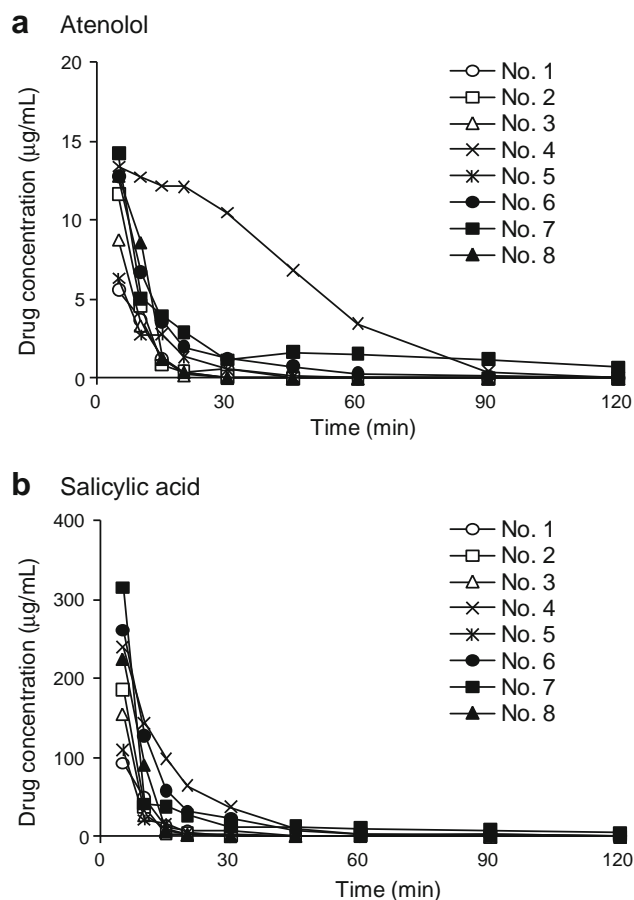 a Atenolol
20
15
10
5
0
Drug concentration (µg/mL)
No. 1
No. 2
No. 3
No. 4
No. 5
No. 6
No. 7
No. 8
0 30 60 90 120
Time (min)
b Salicylic acid
400
300
200
100
0
Drug concentration (µg/mL)
No. 1
No. 2
No. 3
No. 4
No. 5
No. 6
No. 7
No. 8
0 30 60 90 120
Time (min)